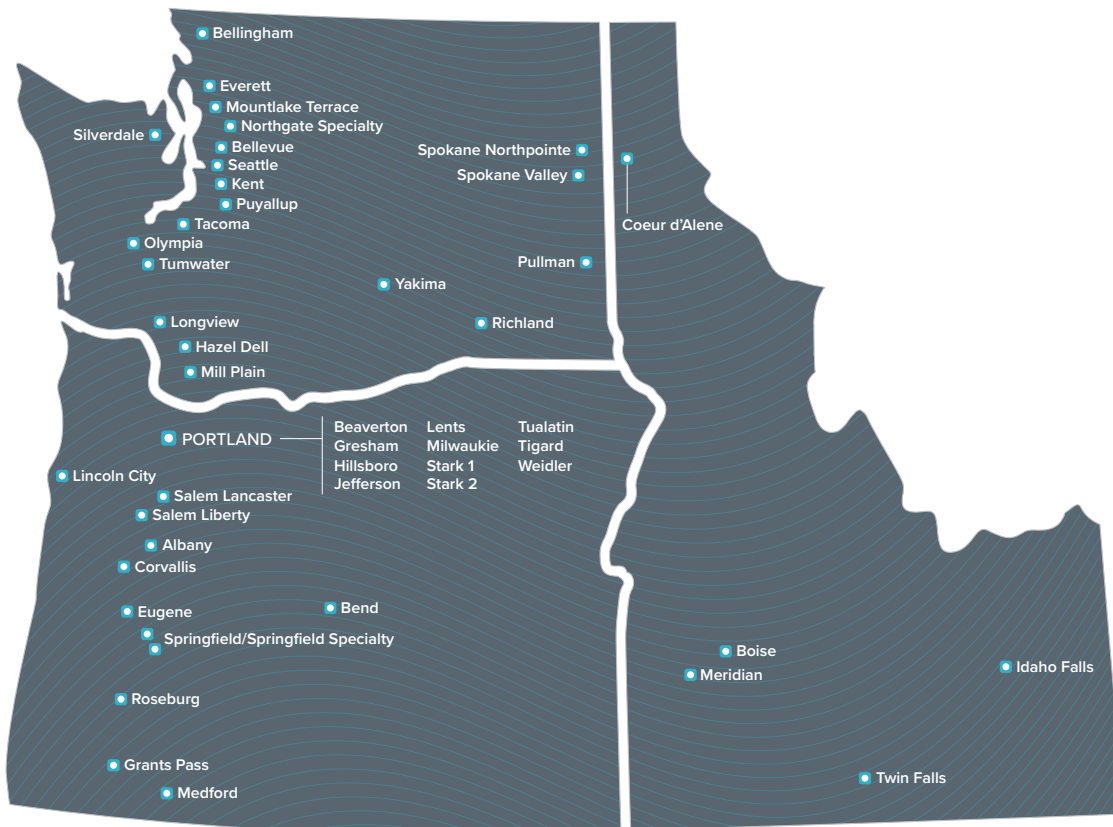 Bellingham
Everett
Mountlake Terrace
Northgate Specialty
Silverdale
Bellevue
Seattle
Kent
Puyallup
Tacoma
Olympia
Tumwater
Spokane Northpointe
Spokane Valley
Coeur d'Alene
Pullman
Yakima
Richland
Longview
Hazel Dell
Mill Plain
PORTLAND
Beaverton Lents Tualatin
Gresham Milwaukie Tigard
Hillsboro Stark 1 Weidler
Jefferson Stark 2
Lincoln City
Salem Lancaster
Salem Liberty
Albany
Corvallis
Eugene
Bend
Springfield/Springfield Specialty
Roseburg
Grants Pass
Medford
Boise
Meridian
Idaho Falls
Twin Falls